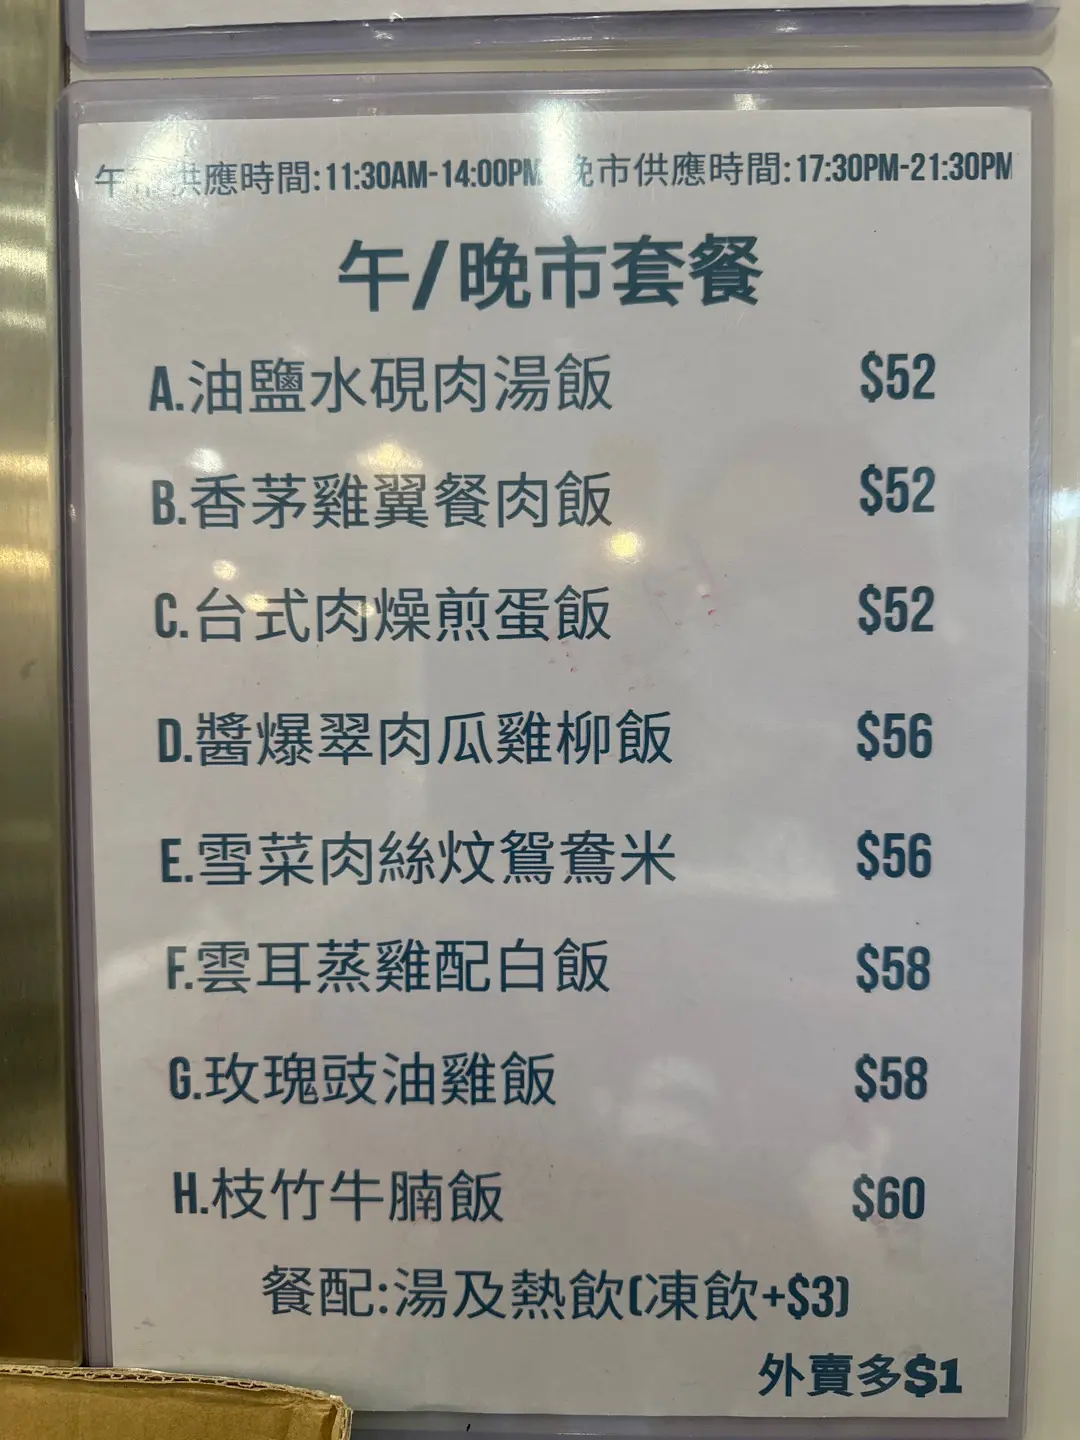 午市供應時間:11:30AM-14:00PM 晚市供應時間:17:30PM-21:30PM
午/晚市套餐
A.油鹽水硯肉湯飯 $52
B.香茅雞翼餐肉飯 $52
C.台式肉燥煎蛋飯 $52
D.醬爆翠肉瓜雞柳飯 $56
E.雪菜肉絲炆鴛鴦米 $56
F.雲耳蒸雞配白飯 $58
G.玫瑰豉油雞飯 $58
H.枝竹牛腩飯 $60
餐配:湯及熱飲(凍飲+$3)
外賣多$1